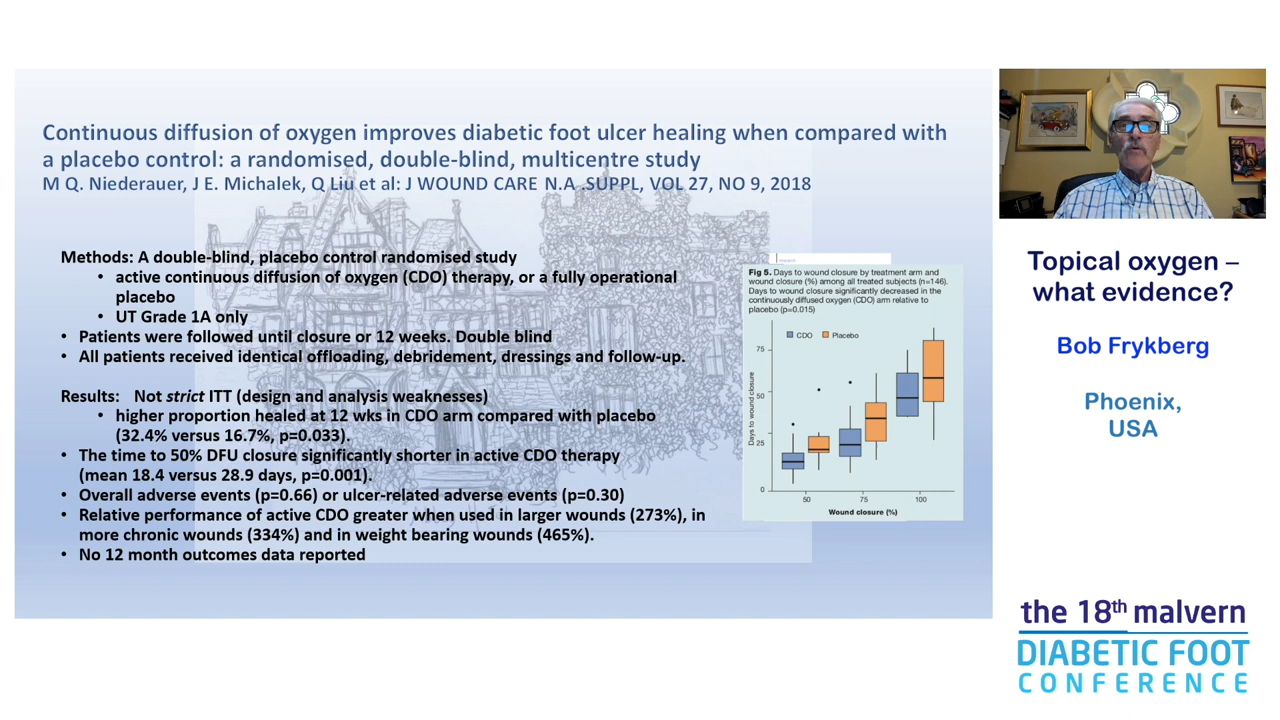 Continuous diffusion of oxygen improves diabetic foot ulcer healing when compared with
a placebo control: a randomised, double-blind, multicentre study
M Q. Niederauer, J E. Michalek, Q Liu et al: J WOUND CARE N.A .SUPPL, VOL 27, NO 9, 2018
Methods: A double-blind, placebo control randomised study
• active continuous diffusion of oxygen (CDO) therapy, or a fully operational
placebo
• UT Grade 1A only
• Patients were followed until closure or 12 weeks. Double blind
• All patients received identical offloading, debridement, dressings and follow-up.
Results: Not strict ITT (design and analysis weaknesses)
• higher proportion healed at 12 wks in CDO arm compared with placebo
(32.4% versus 16.7%, p=0.033).
• The time to 50% DFU closure significantly shorter in active CDO therapy
(mean 18.4 versus 28.9 days, p=0.001).
• Overall adverse events (p=0.66) or ulcer-related adverse events (p=0.30)
• Relative performance of active CDO greater when used in larger wounds (273%), in
more chronic wounds (334%) and in weight bearing wounds (465%).
• No 12 month outcomes data reported
Fig 5. Days to wound closure by treatment arm and
wound closure (%) among all treated subjects (n=146).
Days to wound closure significantly decreased in the
continuously diffused oxygen (CDO) arm relative to
placebo (p=0.015)
CDO Placebo
Days to wound closure
75
50
25
0
50 75 100
Wound closure (%)
Topical oxygen –
what evidence?
Bob Frykberg
Phoenix,
USA
the 18th malvern
DIABETIC FOOT
CONFERENCE